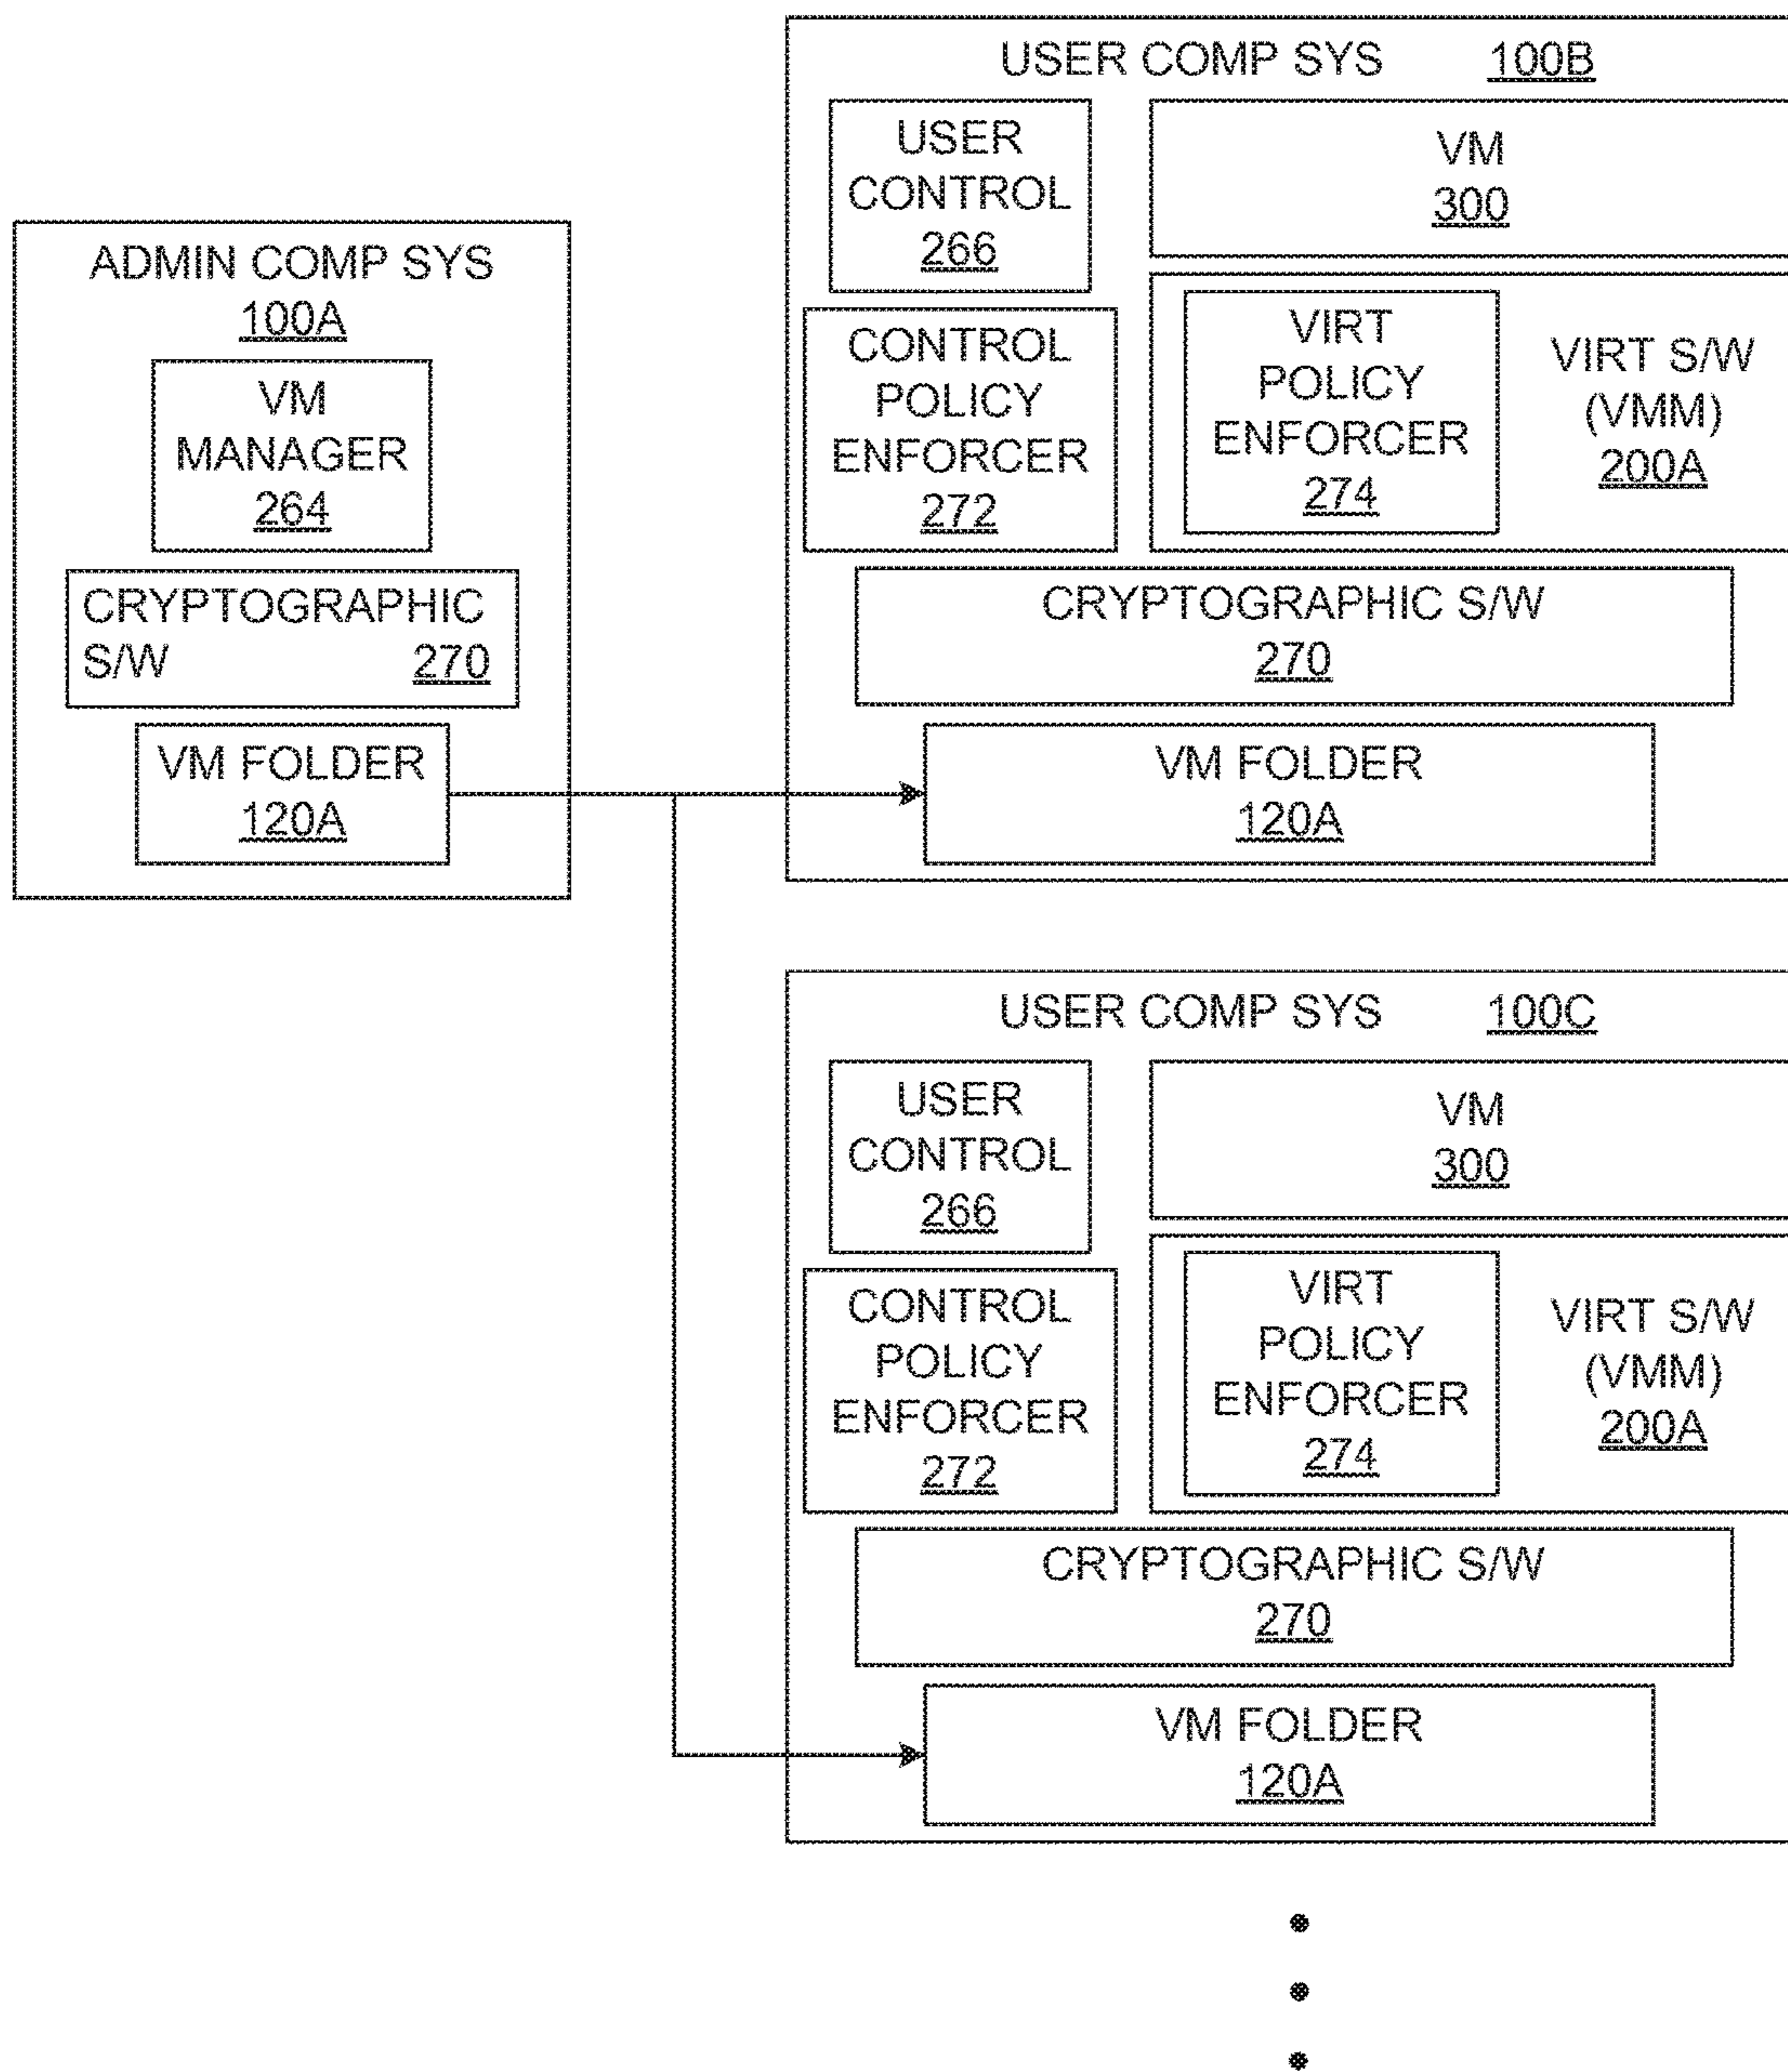 ADMIN COMP SYS
100A
VM
MANAGER
264
CRYPTOGRAPHIC
S/W 270
VM FOLDER
120A
USER COMP SYS 100B
USER
CONTROL
266
VM
300
CONTROL
POLICY
ENFORCER
272
VIRT
POLICY
ENFORCER
274
VIRT S/W
(VMM)
200A
CRYPTOGRAPHIC S/W
270
VM FOLDER
120A
USER COMP SYS 100C
USER
CONTROL
266
VM
300
CONTROL
POLICY
ENFORCER
272
VIRT
POLICY
ENFORCER
274
VIRT S/W
(VMM)
200A
CRYPTOGRAPHIC S/W
270
VM FOLDER
120A